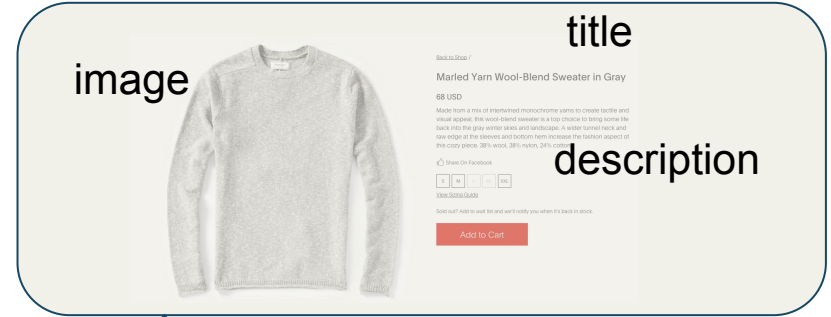 title
image
Back to Shop /
Marled Yarn Wool-Blend Sweater in Gray
68 USD
Made from a mix of intertwined monochrome yarns to create tactile and
visual appeal, this wool-blend sweater is a top choice to bring some life
back into the gray winter skies and landscape. A wider tunnel neck and
raw edge at the sleeves and bottom hem increase the fashion aspect of
this cozy piece. 38% wool, 38% nylon, 24% cotton
description
Share On Facebook
S M XXL
View Sizing Guide
Sold out? Add to wait list and we'll notify you when it's back in stock.
Add to Cart